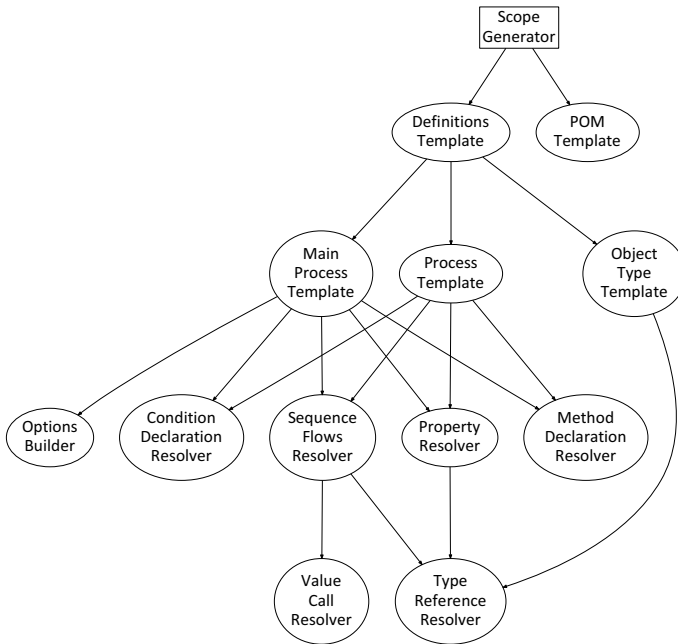 Scope
Generator
Definitions
Template
POM
Template
Main
Process
Template
Process
Template
Object
Type
Template
Options
Builder
Condition
Declaration
Resolver
Sequence
Flows
Resolver
Property
Resolver
Method
Declaration
Resolver
Value
Call
Resolver
Type
Reference
Resolver